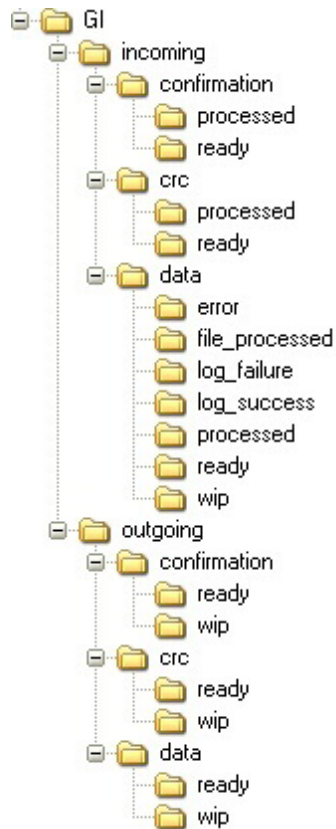 GI
incoming
confirmation
processed
ready
crc
processed
ready
data
error
file_processed
log_failure
log_success
processed
ready
wip
outgoing
confirmation
ready
wip
crc
ready
wip
data
ready
wip